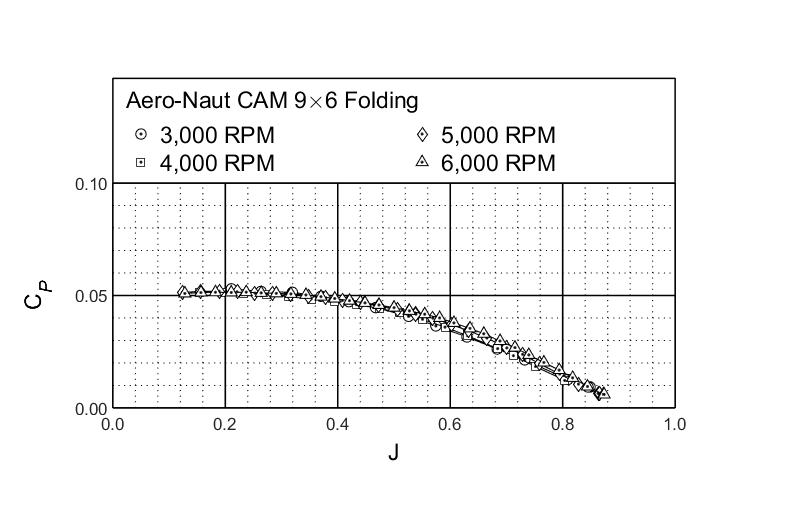 Aero-Naut CAM 9×6 Folding
3,000 RPM
5,000 RPM
4,000 RPM
6,000 RPM
0.10
0.05
0.00
C_P
0.0 0.2 0.4 0.6 0.8 1.0
J